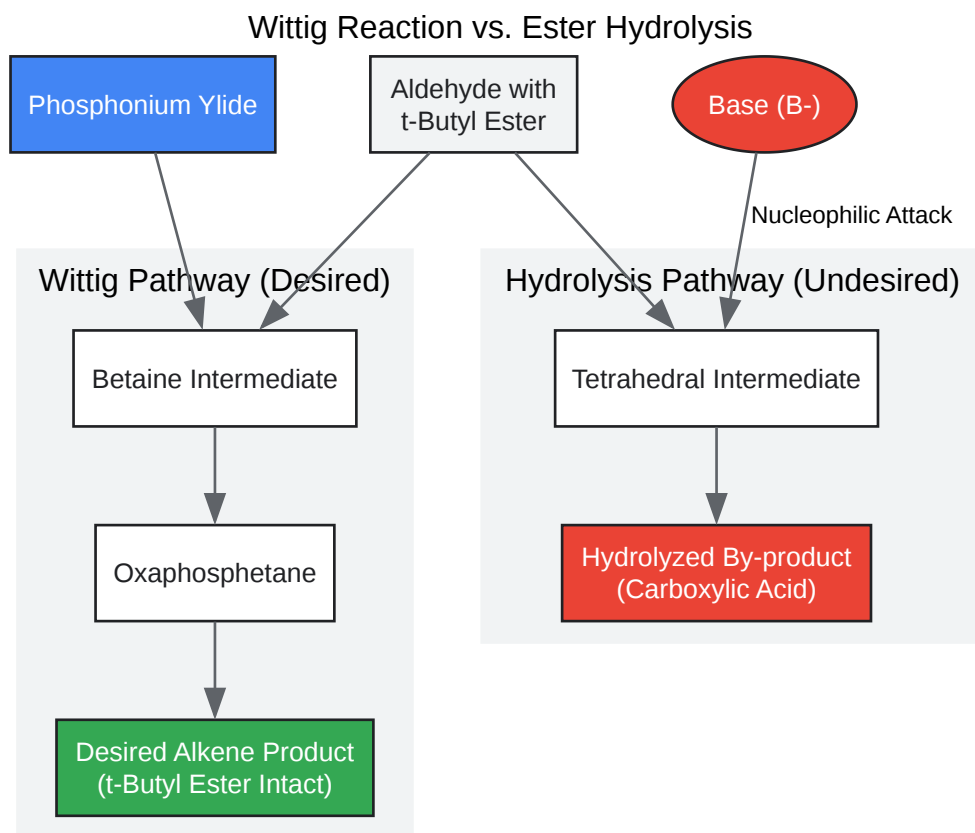 Wittig Reaction vs. Ester Hydrolysis
Phosphonium Ylide
Aldehyde with
t-Butyl Ester
Base (B-)
Nucleophilic Attack
Wittig Pathway (Desired)
Hydrolysis Pathway (Undesired)
Betaine Intermediate
Tetrahedral Intermediate
Oxaphosphetane
Hydrolyzed By-product
(Carboxylic Acid)
Desired Alkene Product
(t-Butyl Ester Intact)